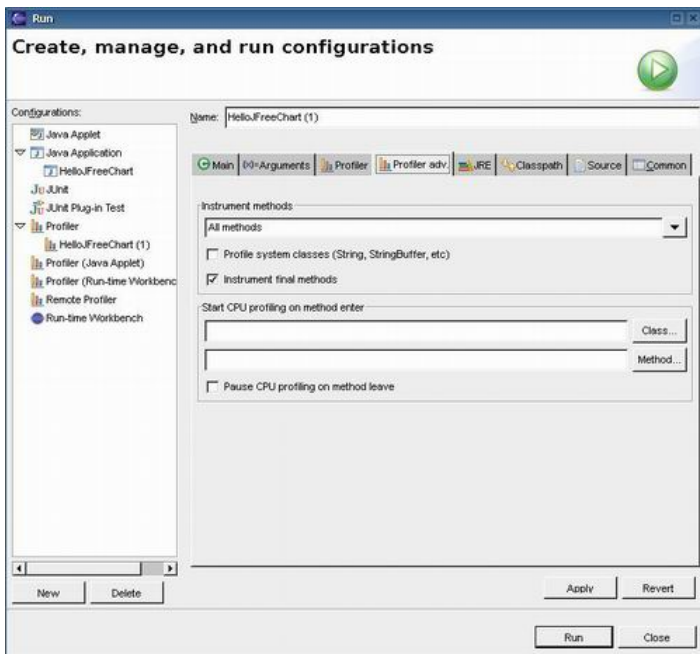 Run
Create, manage, and run configurations
Configurations:
Java Applet
Java Application
HelloJFreeChart
JUnit
JUnit Plug-in Test
Profiler
HelloJFreeChart (1)
Profiler (Java Applet)
Profiler (Run-time Workbenc
Remote Profiler
Run-time Workbench
New
Delete
Name: HelloJFreeChart (1)
Main (x)=Arguments Profiler Profiler adv. JRE Classpath Source Common
Instrument methods
All methods
Profile system classes (String, StringBuffer, etc)
Instrument final methods
Start CPU profiling on method enter
Class...
Method...
Pause CPU profiling on method leave
Apply
Revert
Run
Close